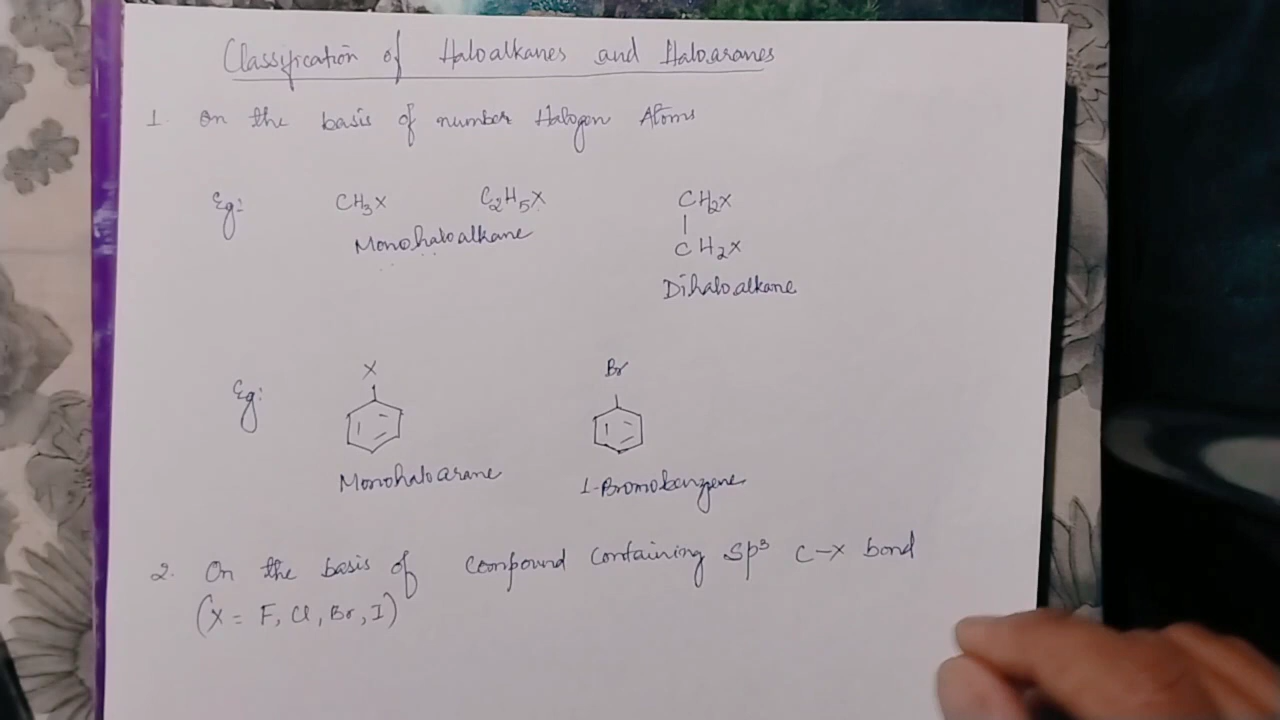 Classification of Haloalkanes and Haloaranes
1. On the basis of number Halogen Atoms
Eg: CH3X C2H5X CH2X
Monohaloalkane CH2X
Dihaloalkane
X Br
Eg:
Monohaloarane 1-Bromobenzene
2. On the basis of compound containing Sp³ C-X bond
(X = F, Cl, Br, I)